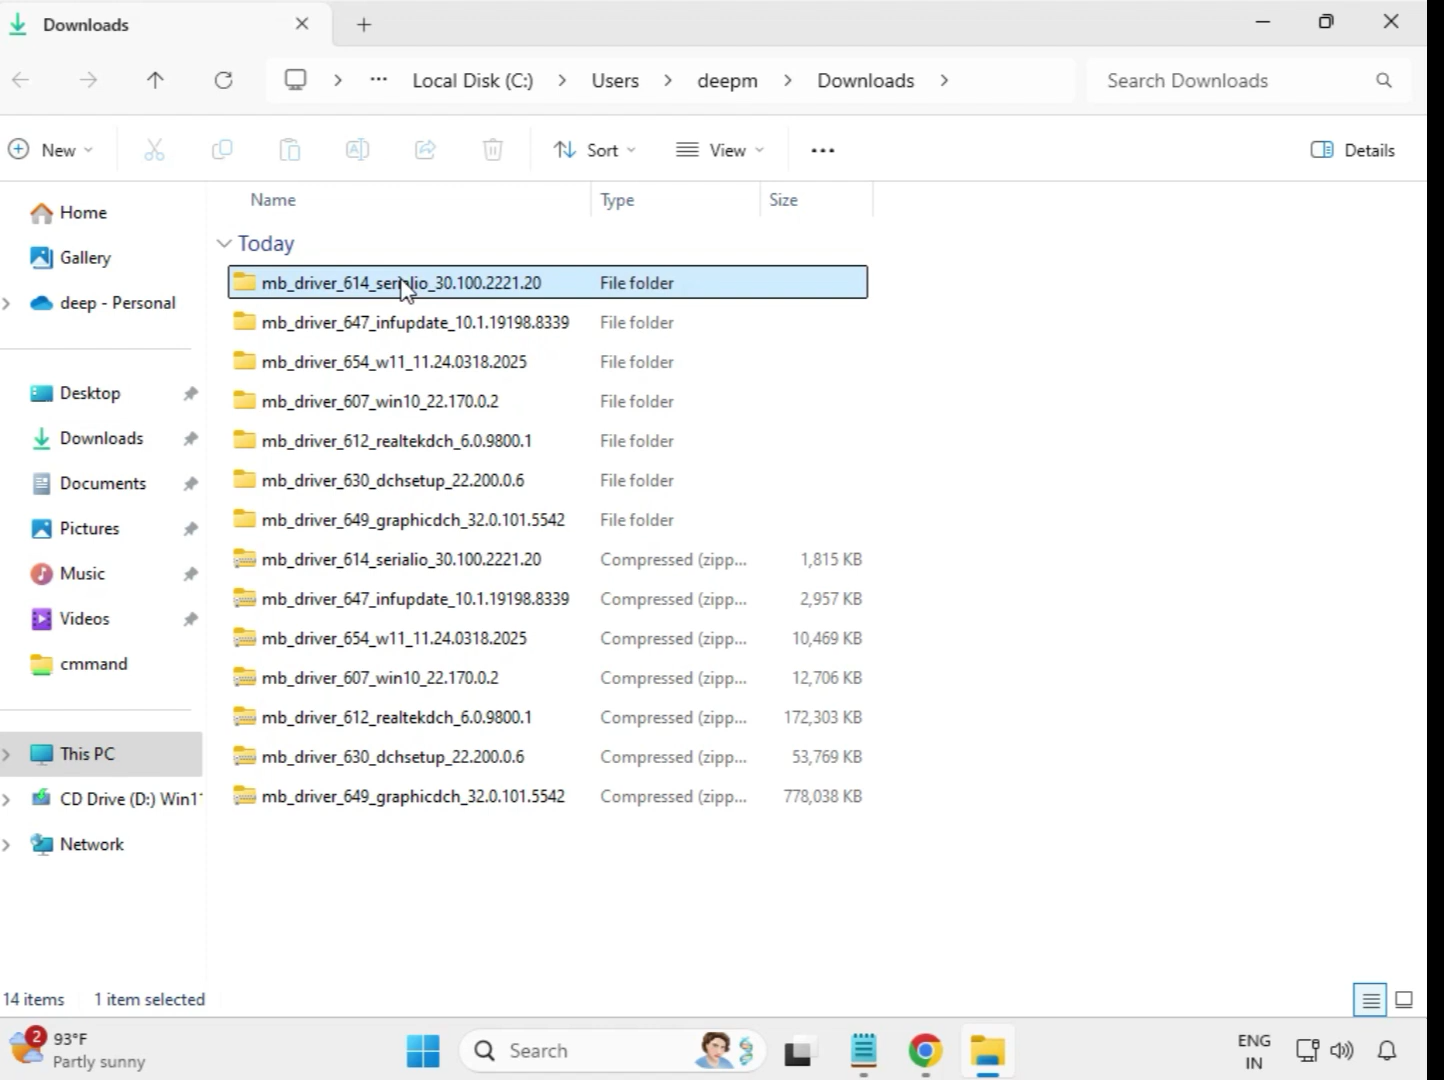 Downloads
Local Disk (C:) Users deepm Downloads Search Downloads
New Sort View ... Details
Name Type Size
Home
Today
Gallery
mb_driver_614_serialio_30.100.2221.20 File folder
deep - Personal
mb_driver_647_infupdate_10.1.19198.8339 File folder
mb_driver_654_w11_11.24.0318.2025 File folder
Desktop
mb_driver_607_win10_22.170.0.2 File folder
Downloads
mb_driver_612_realtekdch_6.0.9800.1 File folder
Documents
mb_driver_630_dchsetup_22.200.0.6 File folder
Pictures
mb_driver_649_graphicdch_32.0.101.5542 File folder
mb_driver_614_serialio_30.100.2221.20 Compressed (zipp... 1,815 KB
Music
mb_driver_647_infupdate_10.1.19198.8339 Compressed (zipp... 2,957 KB
Videos
mb_driver_654_w11_11.24.0318.2025 Compressed (zipp... 10,469 KB
cmmand
mb_driver_607_win10_22.170.0.2 Compressed (zipp... 12,706 KB
mb_driver_612_realtekdch_6.0.9800.1 Compressed (zipp... 172,303 KB
This PC
mb_driver_630_dchsetup_22.200.0.6 Compressed (zipp... 53,769 KB
CD Drive (D:) Win1
mb_driver_649_graphicdch_32.0.101.5542 Compressed (zipp... 778,038 KB
Network
14 items 1 item selected
2 93°F
Partly sunny
Search
ENG
IN